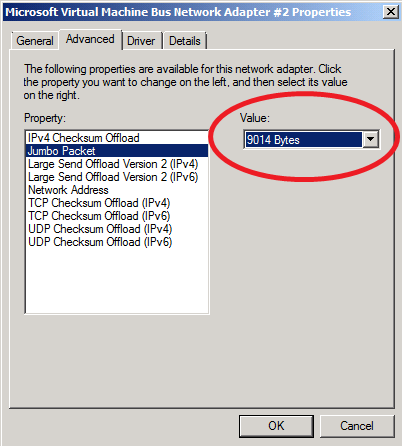 Microsoft Virtual Machine Bus Network Adapter #2 Properties
General Advanced Driver Details
The following properties are available for this network adapter. Click
the property you want to change on the left, and then select its value
on the right.
Property:
Value:
IPv4 Checksum Offload
Jumbo Packet
Large Send Offload Version 2 (IPv4)
Large Send Offload Version 2 (IPv6)
Network Address
TCP Checksum Offload (IPv4)
TCP Checksum Offload (IPv6)
UDP Checksum Offload (IPv4)
UDP Checksum Offload (IPv6)
9014 Bytes
OK Cancel